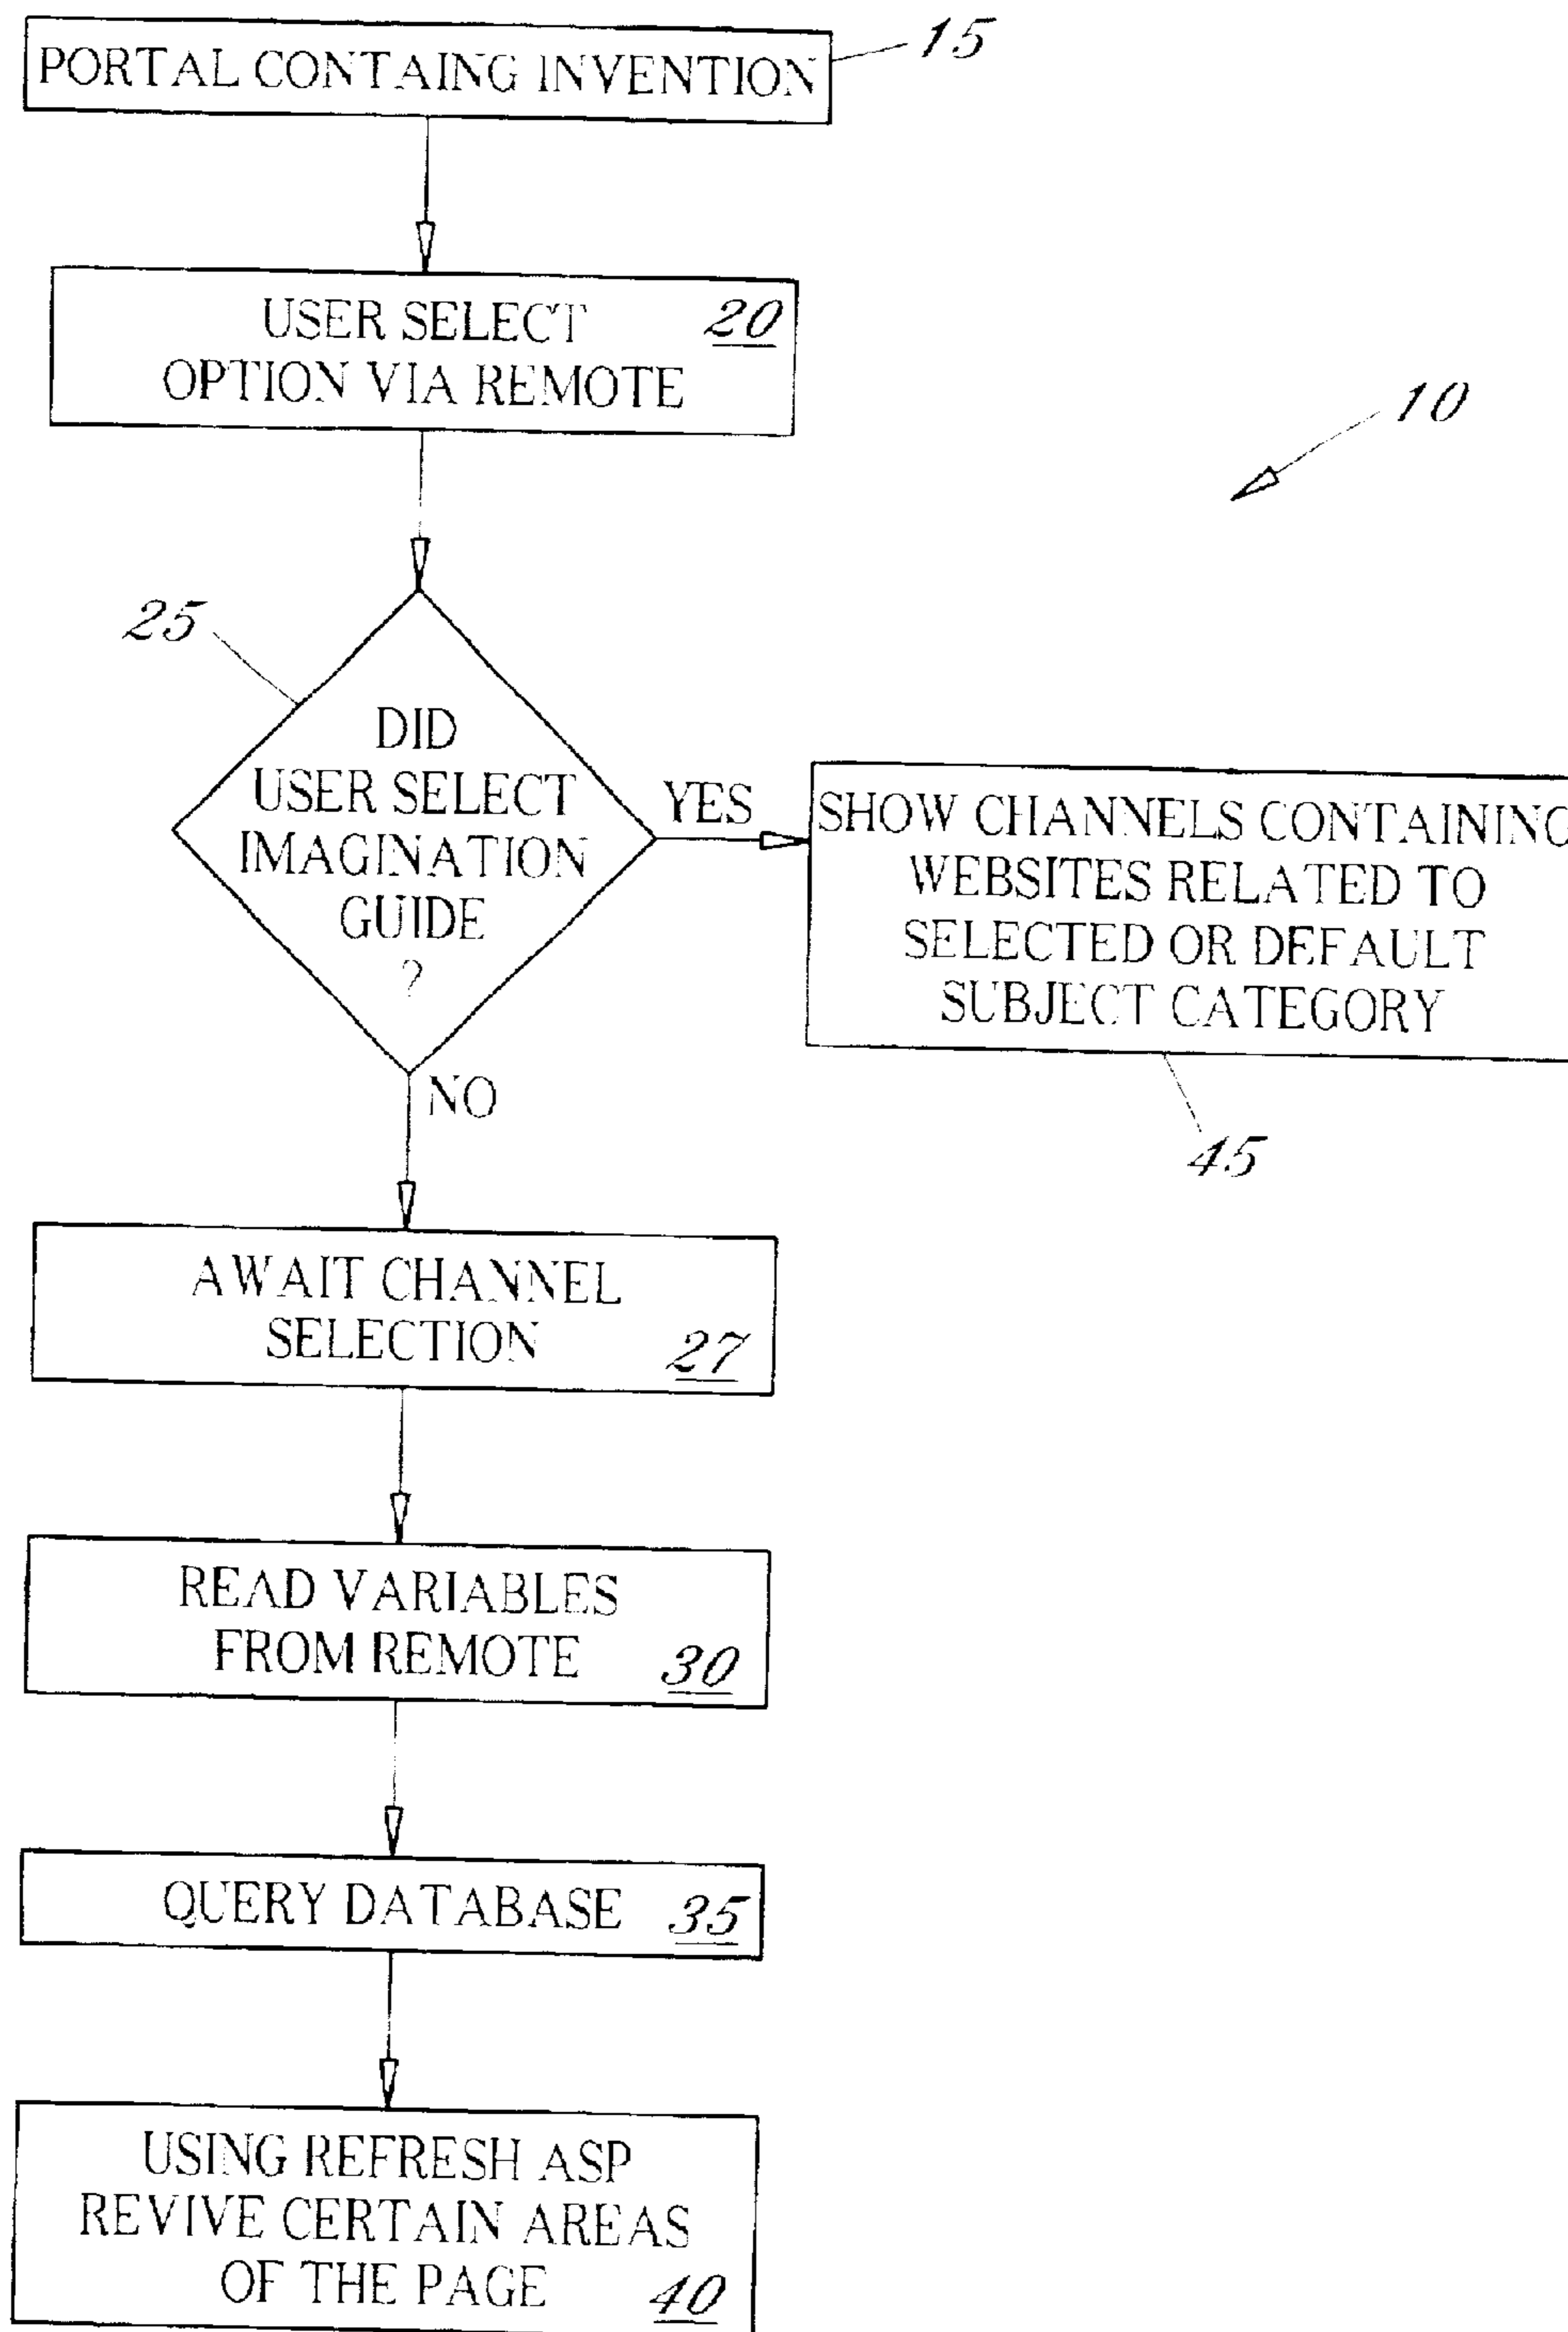 PORTAL CONTAING INVENTION
15
USER SELECT
OPTION VIA REMOTE
20
10
25
DID
USER SELECT
IMAGINATION
GUIDE
?
YES
SHOW CHANNELS CONTAINING
WEBSITES RELATED TO
SELECTED OR DEFAULT
SUBJECT CATEGORY
45
NO
AWAIT CHANNEL
SELECTION
27
READ VARIABLES
FROM REMOTE
30
QUERY DATABASE
35
USING REFRESH ASP
REVIVE CERTAIN AREAS
OF THE PAGE
40